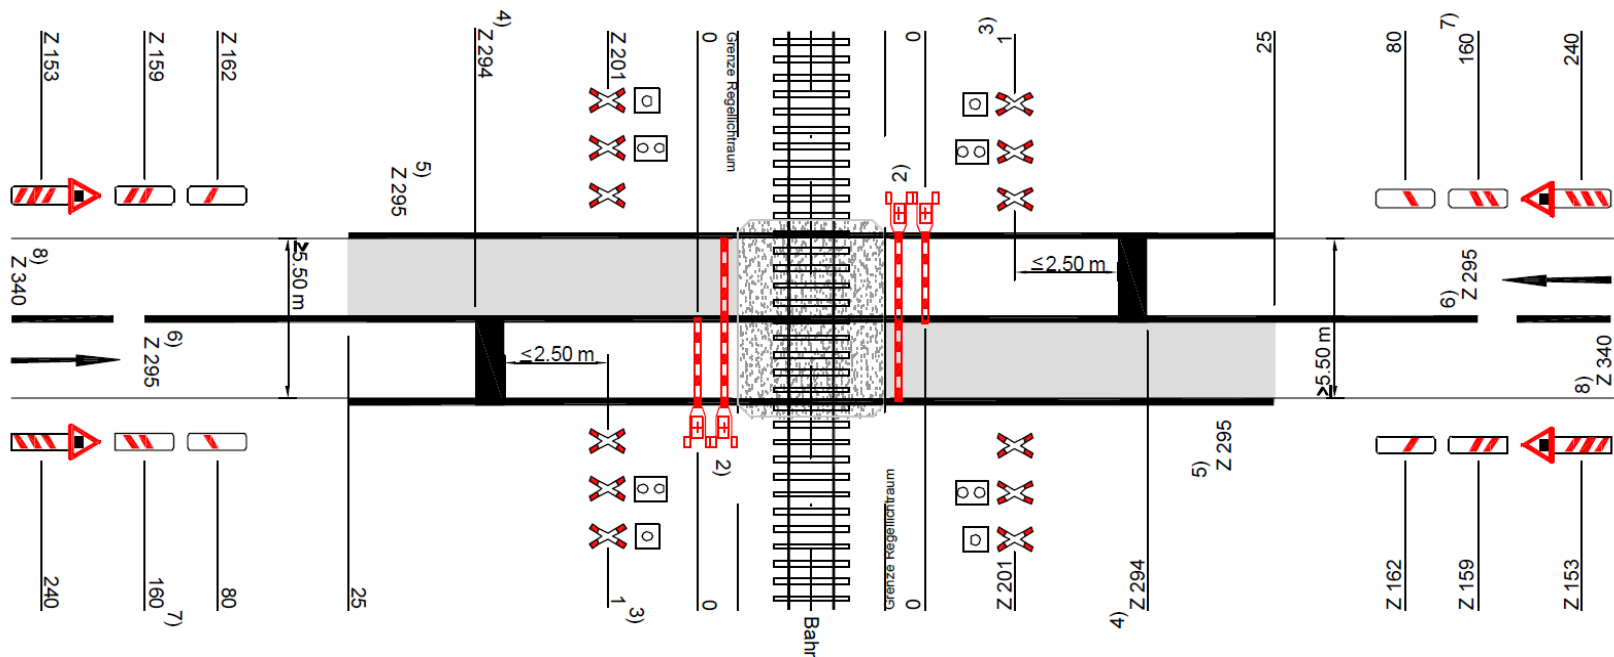 Z 153
Z 159
Z 162
4)
Z 294
Z 201
0
Grenze Regellichtraum
0
3)
1
25
80
7)
160
240
5)
Z 295
2)
8)
Z 340
≥5.50 m
≤2.50 m
6)
Z 295
6)
Z 295
≤2.50 m
≥5.50 m
8)
Z 340
2)
5)
Z 295
240
160
7)
80
25
1
3)
0
Bahn
Grenze Regellichtraum
0
Z 201
4)
Z 294
Z 162
Z 159
Z 153